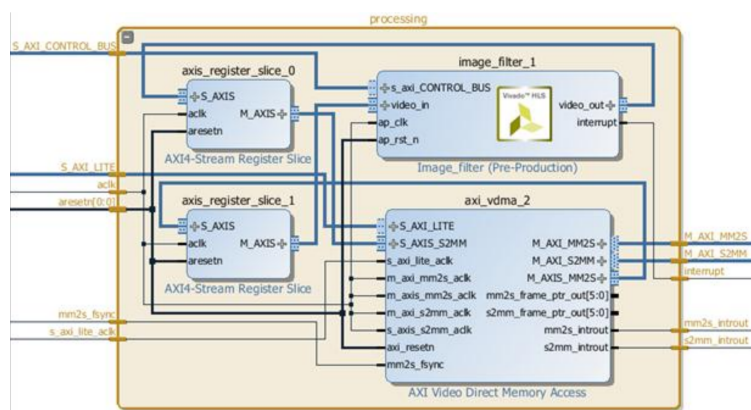 processing
S_AXI_CONTROL_BUS
axis_register_slice_0
S_AXIS
aclk
M_AXIS
aresetn
AXI4-Stream Register Slice
image_filter_1
s_axi_CONTROL_BUS
video_in
ap_clk
ap_rst_n
Vivado™ HLS
video_out
interrupt
Image_filter (Pre-Production)
S_AXI_LITE
aclk
aresetn[0:0]
axis_register_slice_1
S_AXIS
aclk
M_AXIS
aresetn
AXI4-Stream Register Slice
axi_vdma_2
S_AXI_LITE
S_AXIS_S2MM
s_axi_lite_aclk
m_axi_mm2s_aclk
m_axis_mm2s_aclk
m_axi_s2mm_aclk
s_axis_s2mm_aclk
axi_resetn
mm2s_fsync
M_AXI_MM2S
M_AXI_S2MM
M_AXIS_MM2S
mm2s_frame_ptr_out[5:0]
s2mm_frame_ptr_out[5:0]
mm2s_introut
s2mm_introut
AXI Video Direct Memory Access
mm2s_fsync
s_axi_lite_aclk
M_AXI_MM2S
M_AXI_S2MM
interrupt
mm2s_introut
s2mm_introut